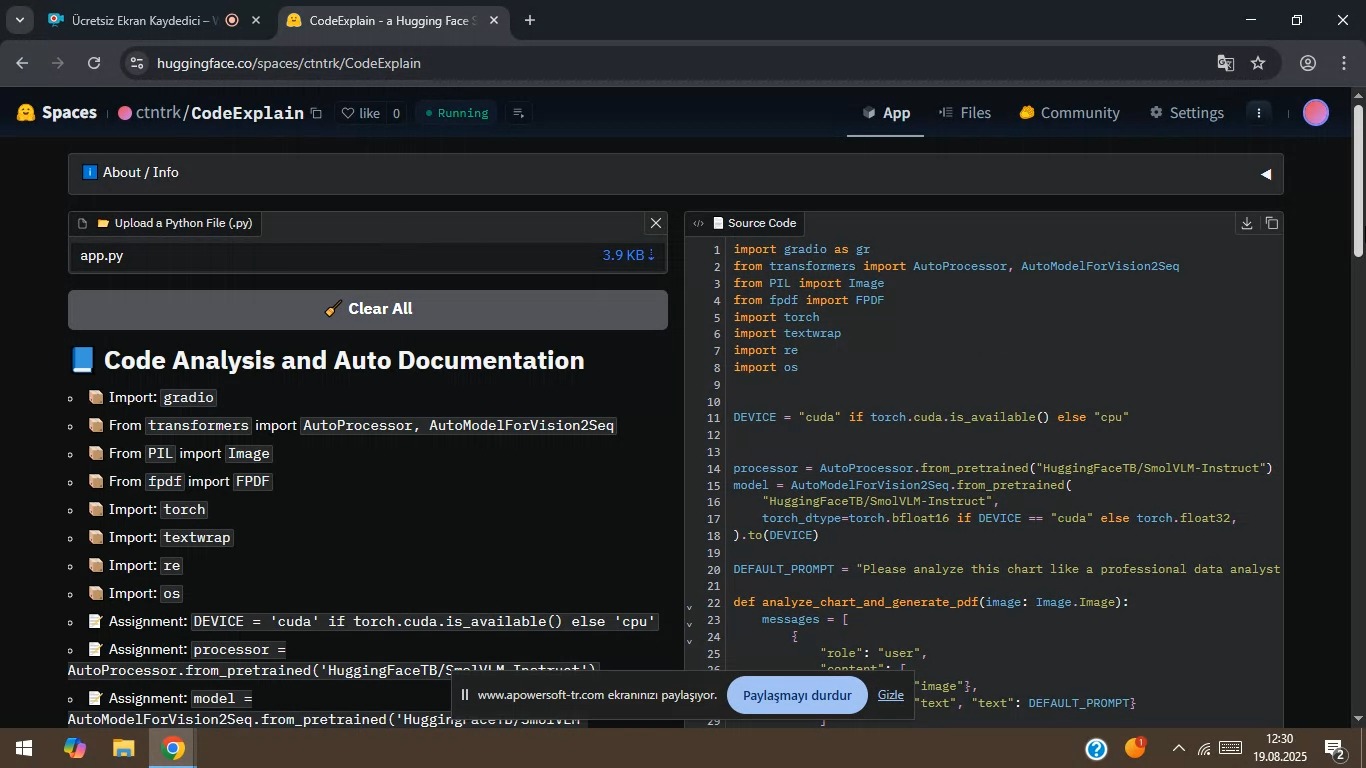 Ücretsiz Ekran Kaydedici –
CodeExplain - a Hugging Face
huggingface.co/spaces/ctntrk/CodeExplain
Spaces ctntrk/CodeExplain like 0 Running App Files Community Settings
About / Info
Upload a Python File (.py)
app.py 3.9 KB ⇣
Clear All
Code Analysis and Auto Documentation
Import: gradio
From transformers import AutoProcessor, AutoModelForVision2Seq
From PIL import Image
From fpdf import FPDF
Import: torch
Import: textwrap
Import: re
Import: os
Assignment: DEVICE = 'cuda' if torch.cuda.is_available() else 'cpu'
Assignment: processor =
AutoProcessor.from_pretrained('HuggingFaceTB/SmolVLM-Instruct')
Assignment: model =
AutoModelForVision2Seq.from_pretrained('HuggingFaceTB/SmolVLM-
Source Code
1 import gradio as gr
2 from transformers import AutoProcessor, AutoModelForVision2Seq
3 from PIL import Image
4 from fpdf import FPDF
5 import torch
6 import textwrap
7 import re
8 import os
9
10
11 DEVICE = "cuda" if torch.cuda.is_available() else "cpu"
12
13
14 processor = AutoProcessor.from_pretrained("HuggingFaceTB/SmolVLM-Instruct")
15 model = AutoModelForVision2Seq.from_pretrained(
16 "HuggingFaceTB/SmolVLM-Instruct",
17 torch_dtype=torch.bfloat16 if DEVICE == "cuda" else torch.float32,
18 ).to(DEVICE)
19
20 DEFAULT_PROMPT = "Please analyze this chart like a professional data analyst
21
22 def analyze_chart_and_generate_pdf(image: Image.Image):
23 messages = [
24 {
25 "role": "user",
26 "content": [
"image"},
"text", "text": DEFAULT_PROMPT}
29 ]
www.apowersoft-tr.com ekranınızı paylaşıyor. Paylaşmayı durdur Gizle
1
12:30
19.08.2025
2